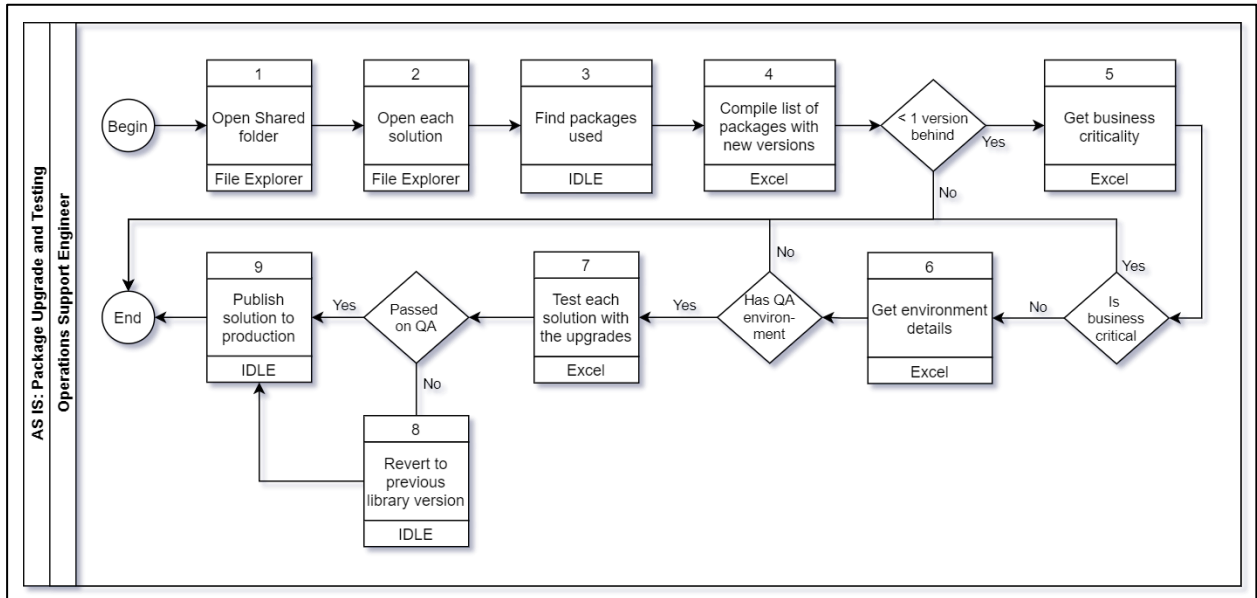 AS IS: Package Upgrade and Testing
Operations Support Engineer
Begin
1
Open Shared
folder
File Explorer
2
Open each
solution
File Explorer
3
Find packages
used
IDLE
4
Compile list of
packages with
new versions
Excel
< 1 version
behind
Yes
No
5
Get business
criticality
Excel
Is
business
critical
Yes
No
6
Get environment
details
Excel
Has QA
environ-
ment
No
Yes
7
Test each
solution with
the upgrades
Excel
Passed
on QA
Yes
No
8
Revert to
previous
library version
IDLE
9
Publish
solution to
production
IDLE
End